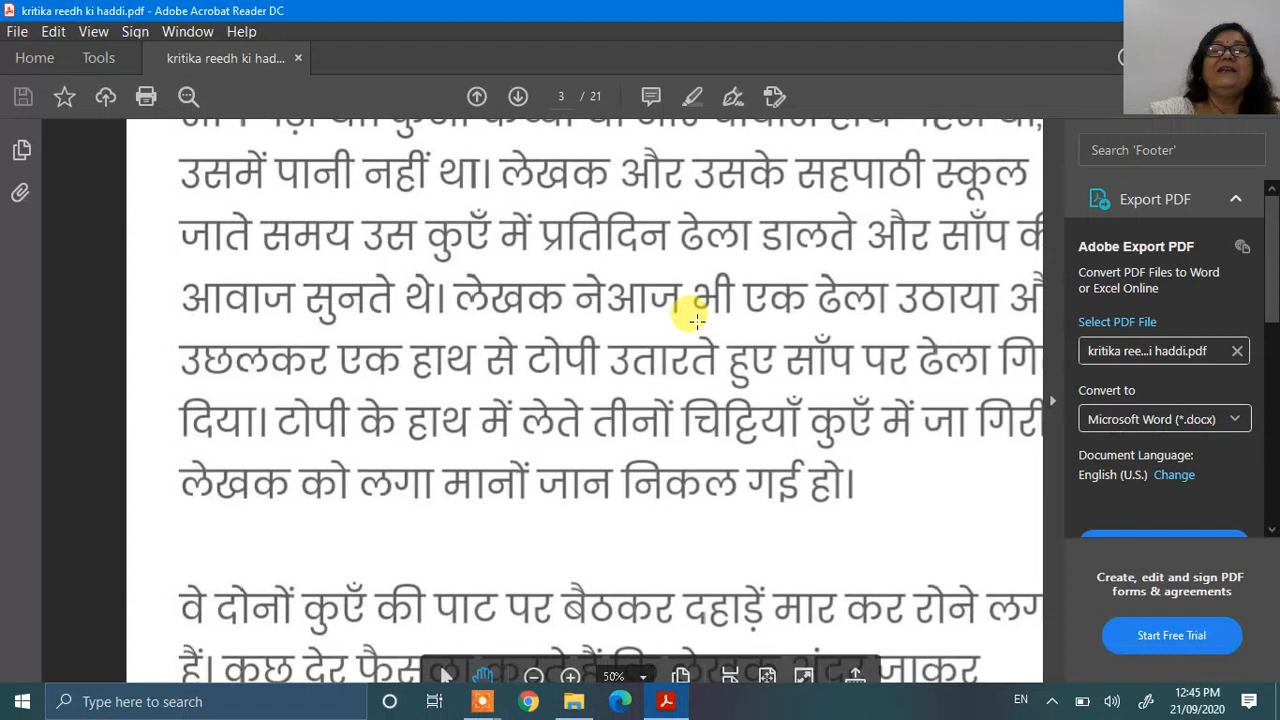 kritika reedh ki haddi.pdf - Adobe Acrobat Reader DC
File Edit View Sign Window Help
Home Tools kritika reedh ki had... ×
3 / 21
उसमें पानी नहीं था। लेखक और उसके सहपाठी स्कूल
जाते समय उस कुएँ में प्रतिदिन ढेला डालते और साँप की
आवाज सुनते थे। लेखक नेआज भी एक ढेला उठाया
उछलकर एक हाथ से टोपी उतारते हुए साँप पर ढेला
दिया। टोपी के हाथ में लेते तीनों चिट्टियाँ कुएँ में जा गिरी
लेखक को लगा मानों जान निकल गई हो।
वे दोनों कुएँ की पाट पर बैठकर दहाड़ें मार कर रोने
हैं। कुछ देर जाकर
50%
Search 'Footer'
Export PDF
Adobe Export PDF
Convert PDF Files to Word
or Excel Online
Select PDF File
kritika ree...i haddi.pdf ×
Convert to
Microsoft Word (*.docx)
Document Language:
English (U.S.) Change
Create, edit and sign PDF
forms & agreements
Start Free Trial
Type here to search
EN
12:45 PM
21/09/2020